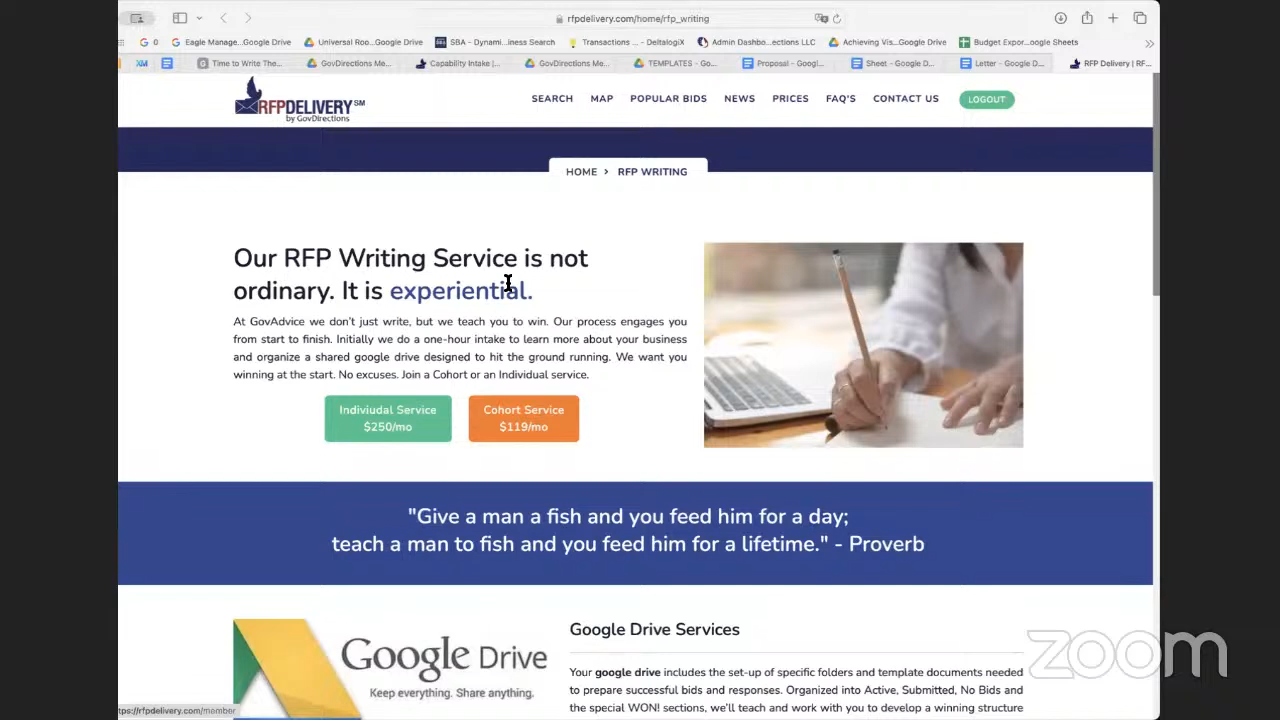 rfpdelivery.com/home/rfp_writing
G 0
Eagle Manage...Google Drive
Universal Roo...Google Drive
SBA - Dynami...iness Search
Transactions ... - DeltalogiX
Admin Dashbo...ections LLC
Achieving Vis...Google Drive
Budget Expor...oogle Sheets
XM
Time to Write The...
GovDirections Me...
Capability Intake |...
GovDirections Me...
TEMPLATES - Go...
Proposal - Googl...
Sheet - Google D...
Letter - Google D...
RFP Delivery | RF...
RFPDELIVERY SM
by GovDirections
SEARCH MAP POPULAR BIDS NEWS PRICES FAQ'S CONTACT US LOGOUT
HOME > RFP WRITING
Our RFP Writing Service is not
ordinary. It is experiential.
At GovAdvice we don't just write, but we teach you to win. Our process engages you
from start to finish. Initially we do a one-hour intake to learn more about your business
and organize a shared google drive designed to hit the ground running. We want you
winning at the start. No excuses. Join a Cohort or an Individual service.
Indiviudal Service
$250/mo
Cohort Service
$119/mo
"Give a man a fish and you feed him for a day;
teach a man to fish and you feed him for a lifetime." - Proverb
Google Drive
Keep everything. Share anything.
Google Drive Services
Your google drive includes the set-up of specific folders and template documents needed
to prepare successful bids and responses. Organized into Active, Submitted, No Bids and
the special WON! sections, we'll teach and work with you to develop a winning structure
tps://rfpdelivery.com/member
zoom